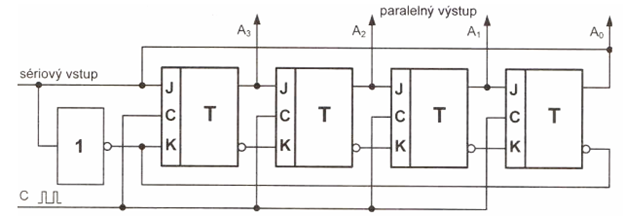 paralelný výstup
A₃ A₂ A₁ A₀
sériový vstup
J J J J
C T C T C T C T
1 K K K K
C